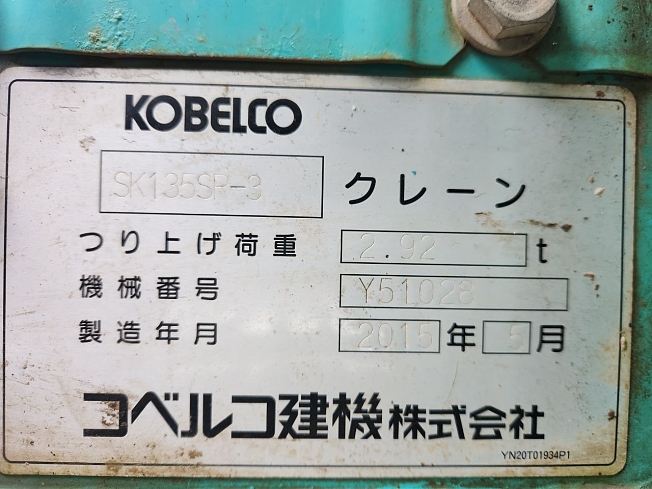 KOBELCO
SK135SR-3 クレーン
つり上げ荷重 2.92 t
機械番号 Y51028
製造年月 2015 年 5 月
コベルコ建機株式会社
YN20T01934P1